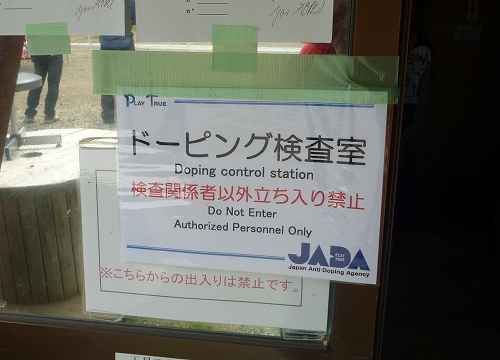 PLAY TRUE
ドーピング検査室
Doping control station
検査関係者以外立ち入り禁止
Do Not Enter
Authorized Personnel Only
PLAY TRUE
JADA
Japan Anti-Doping Agency
※こちらからの出入りは禁止です。